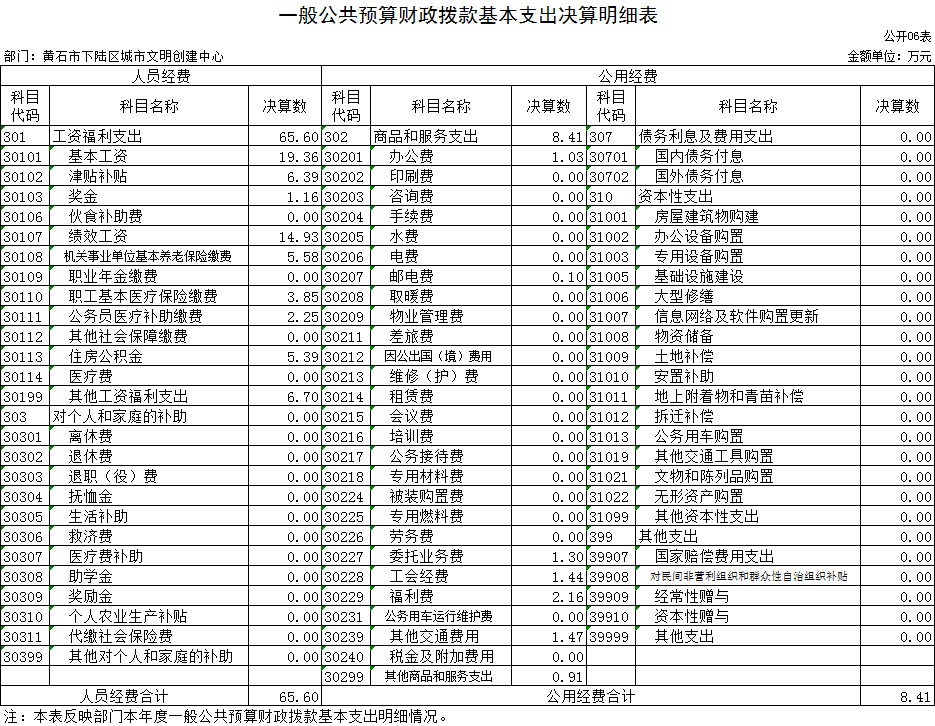 一般公共预算财政拨款基本支出决算明细表
公开06表
部门：黄石市下陆区城市文明创建中心 金额单位：万元
人员经费 公用经费
科目代码 科目名称 决算数 科目代码 科目名称 决算数 科目代码 科目名称 决算数
301 工资福利支出 65.60 302 商品和服务支出 8.41 307 债务利息及费用支出 0.00
30101 基本工资 19.36 30201 办公费 1.03 30701 国内债务付息 0.00
30102 津贴补贴 6.39 30202 印刷费 0.00 30702 国外债务付息 0.00
30103 奖金 1.16 30203 咨询费 0.00 310 资本性支出 0.00
30106 伙食补助费 0.00 30204 手续费 0.00 31001 房屋建筑物购建 0.00
30107 绩效工资 14.93 30205 水费 0.00 31002 办公设备购置 0.00
30108 机关事业单位基本养老保险缴费 5.58 30206 电费 0.00 31003 专用设备购置 0.00
30109 职业年金缴费 0.00 30207 邮电费 0.10 31005 基础设施建设 0.00
30110 职工基本医疗保险缴费 3.85 30208 取暖费 0.00 31006 大型修缮 0.00
30111 公务员医疗补助缴费 2.25 30209 物业管理费 0.00 31007 信息网络及软件购置更新 0.00
30112 其他社会保障缴费 0.00 30211 差旅费 0.00 31008 物资储备 0.00
30113 住房公积金 5.39 30212 因公出国（境）费用 0.00 31009 土地补偿 0.00
30114 医疗费 0.00 30213 维修（护）费 0.00 31010 安置补助 0.00
30199 其他工资福利支出 6.70 30214 租赁费 0.00 31011 地上附着物和青苗补偿 0.00
303 对个人和家庭的补助 0.00 30215 会议费 0.00 31012 拆迁补偿 0.00
30301 离休费 0.00 30216 培训费 0.00 31013 公务用车购置 0.00
30302 退休费 0.00 30217 公务接待费 0.00 31019 其他交通工具购置 0.00
30303 退职（役）费 0.00 30218 专用材料费 0.00 31021 文物和陈列品购置 0.00
30304 抚恤金 0.00 30224 被装购置费 0.00 31022 无形资产购置 0.00
30305 生活补助 0.00 30225 专用燃料费 0.00 31099 其他资本性支出 0.00
30306 救济费 0.00 30226 劳务费 0.00 399 其他支出 0.00
30307 医疗费补助 0.00 30227 委托业务费 1.30 39907 国家赔偿费用支出 0.00
30308 助学金 0.00 30228 工会经费 1.44 39908 对民间非营利组织和群众性自治组织补贴 0.00
30309 奖励金 0.00 30229 福利费 2.16 39909 经常性赠与 0.00
30310 个人农业生产补贴 0.00 30231 公务用车运行维护费 0.00 39910 资本性赠与 0.00
30311 代缴社会保险费 0.00 30239 其他交通费用 1.47 39999 其他支出 0.00
30399 其他对个人和家庭的补助 0.00 30240 税金及附加费用 0.00
30299 其他商品和服务支出 0.91
人员经费合计 65.60 公用经费合计 8.41
注：本表反映部门本年度一般公共预算财政拨款基本支出明细情况。